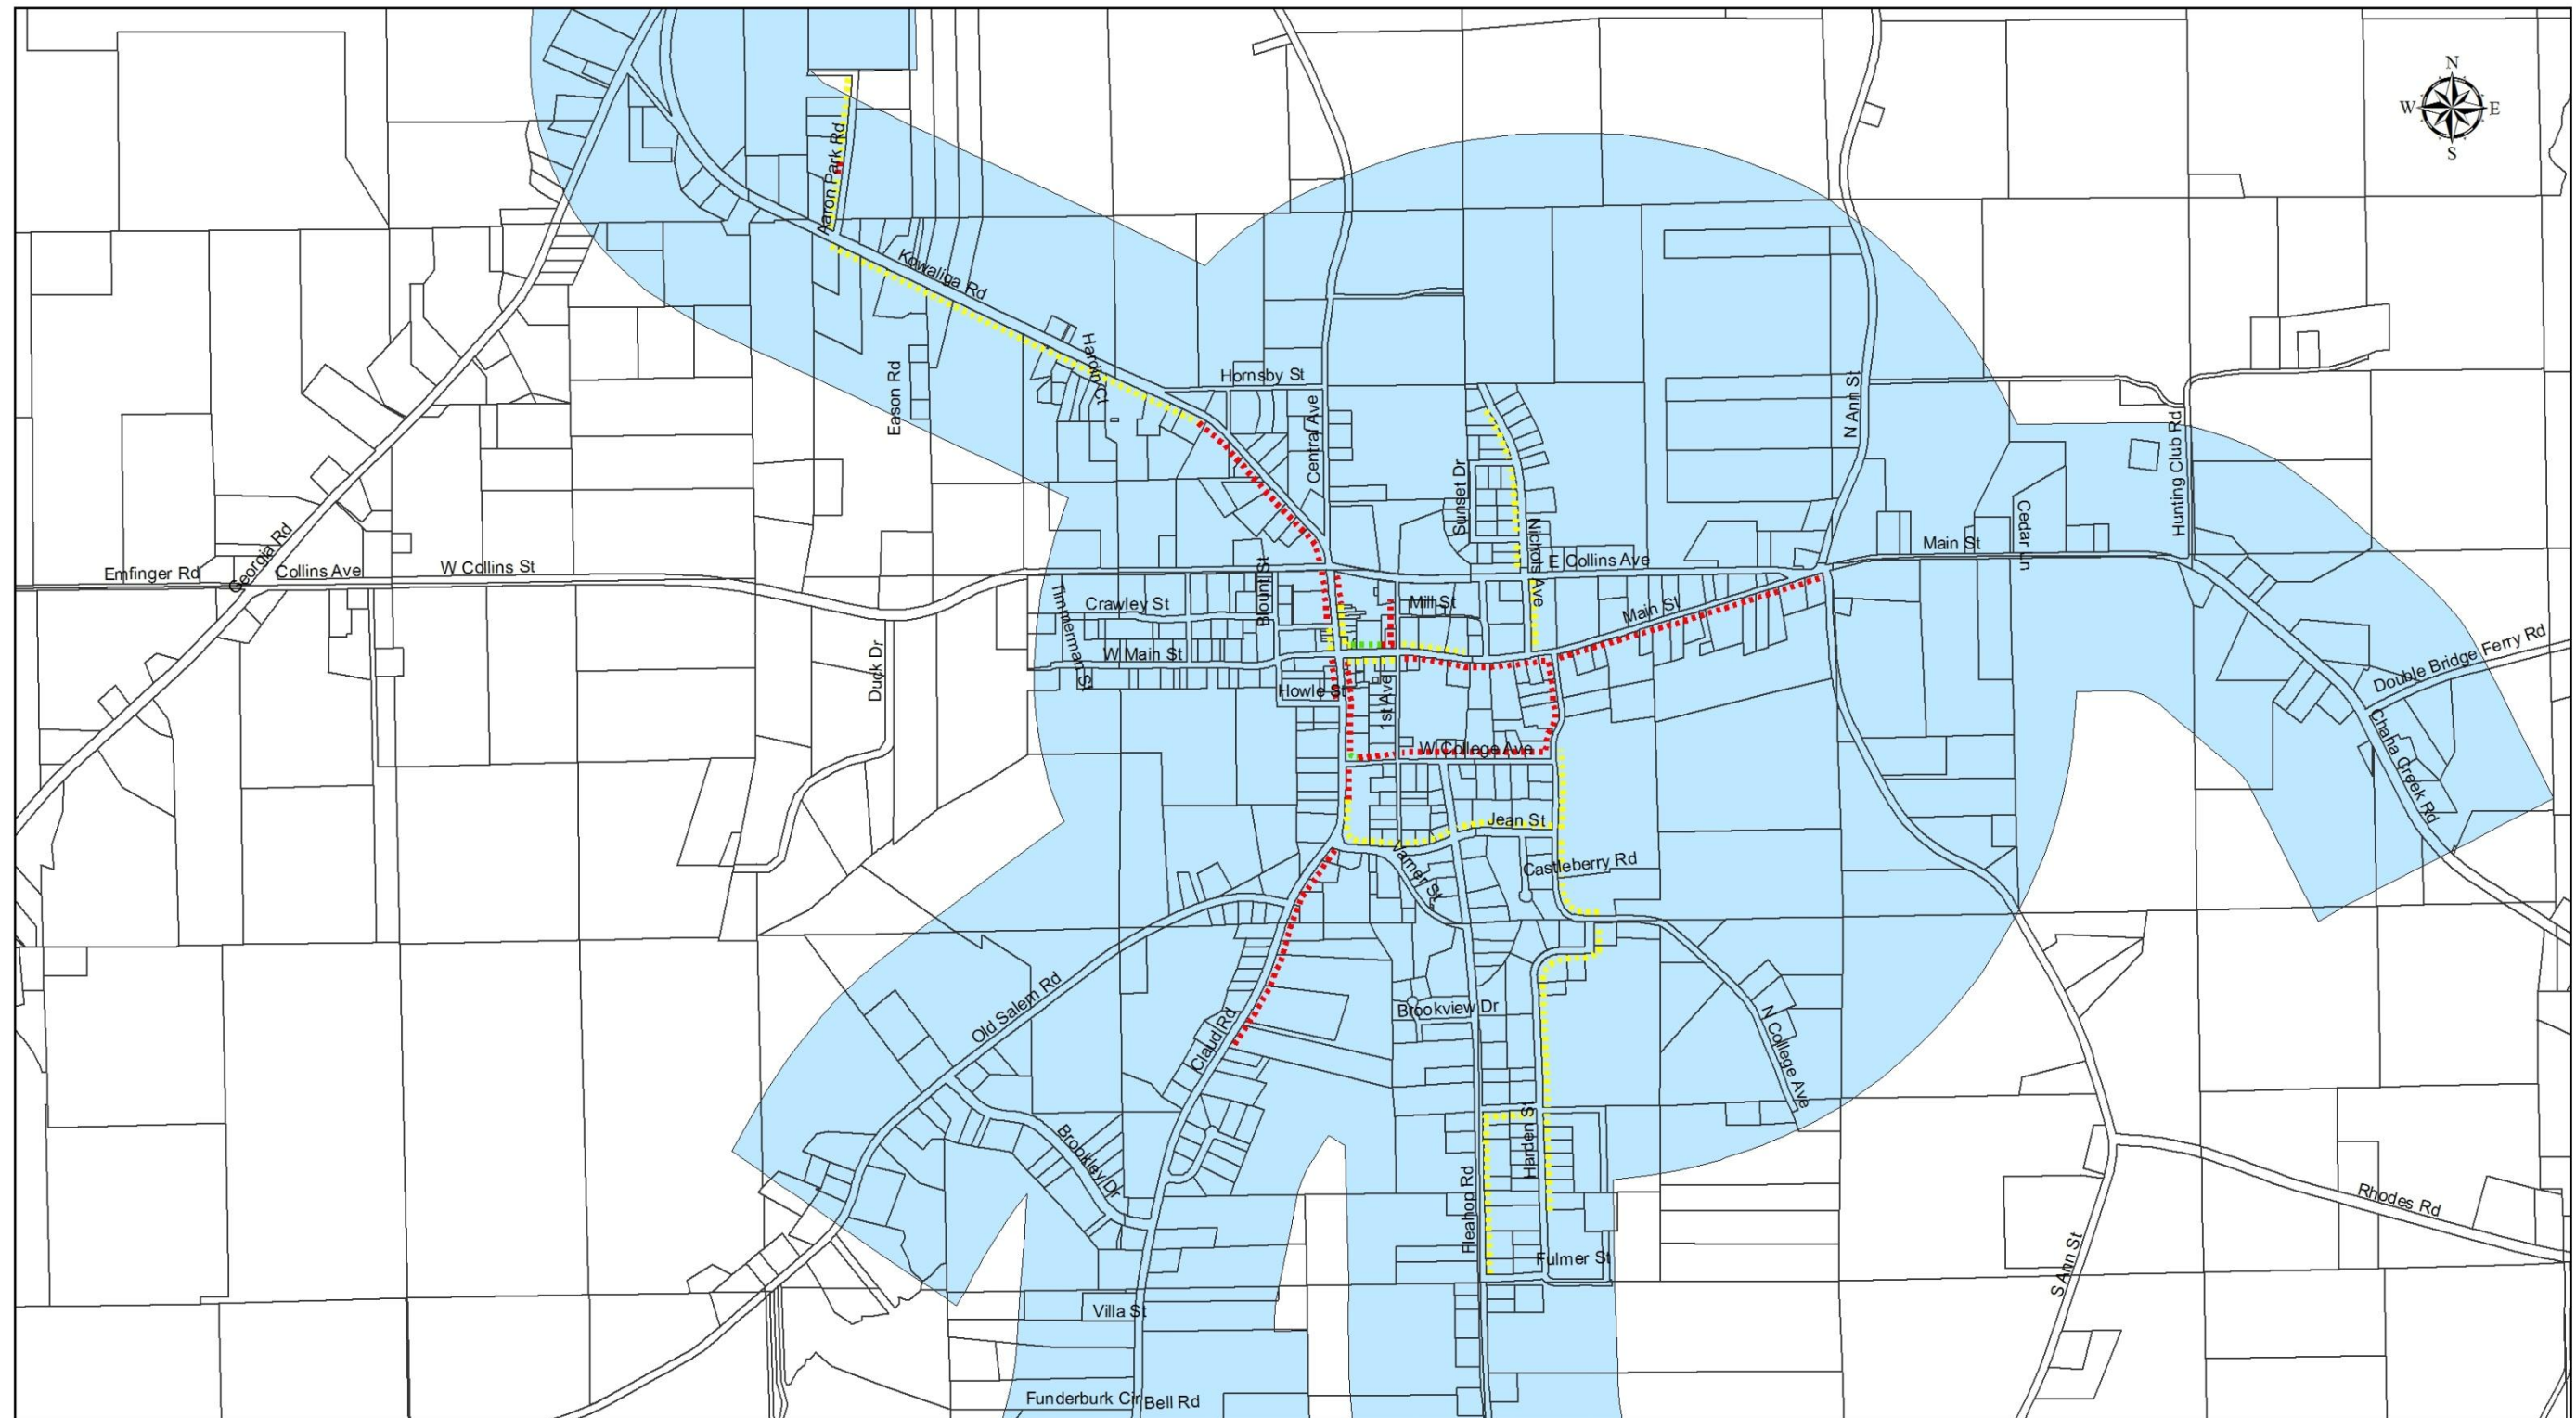 N
W E
S
Aaron Park Rd
Kowaliga Rd
Hardin Ct
Hornsby St
Eason Rd
Central Ave
N Ann St
Hunting Club Rd
Sunset Dr
Nichols Ave
Cedar Ln
Georgia Rd
Emfinger Rd
Collins Ave
W Collins St
E Collins Ave
Main St
Blount St
Timmerman St
Crawley St
Mill St
Main St
W Main St
Duck Dr
Howle St
1st Ave
Double Bridge Ferry Rd
W College Ave
Chaha Creek Rd
Jean St
Varner St
Castleberry Rd
Old Salem Rd
Claud Rd
Brookview Dr
N College Ave
Brookley Dr
Harden St
Fleahop Rd
Rhodes Rd
Fulmer St
S Ann St
Villa St
Funderburk Cir
Bell Rd